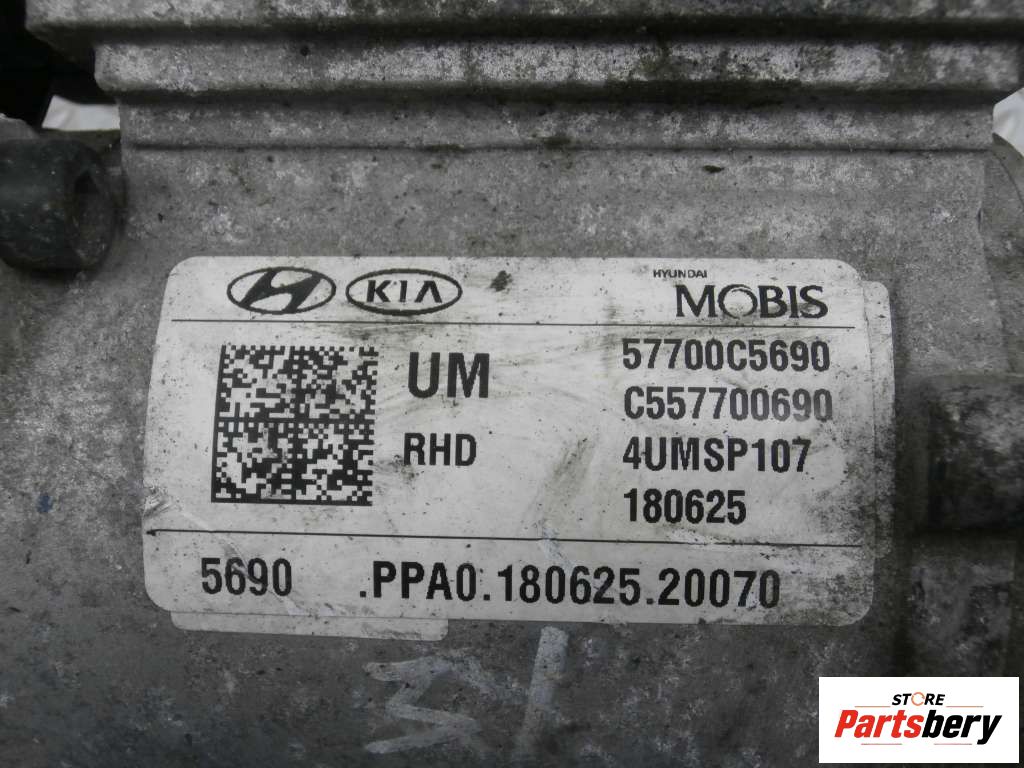 KIA
HYUNDAI
MOBIS
UM
57700C5690
C557700690
RHD
4UMSP107
180625
5690 .PPA0.180625.20070
STORE
Partsbery